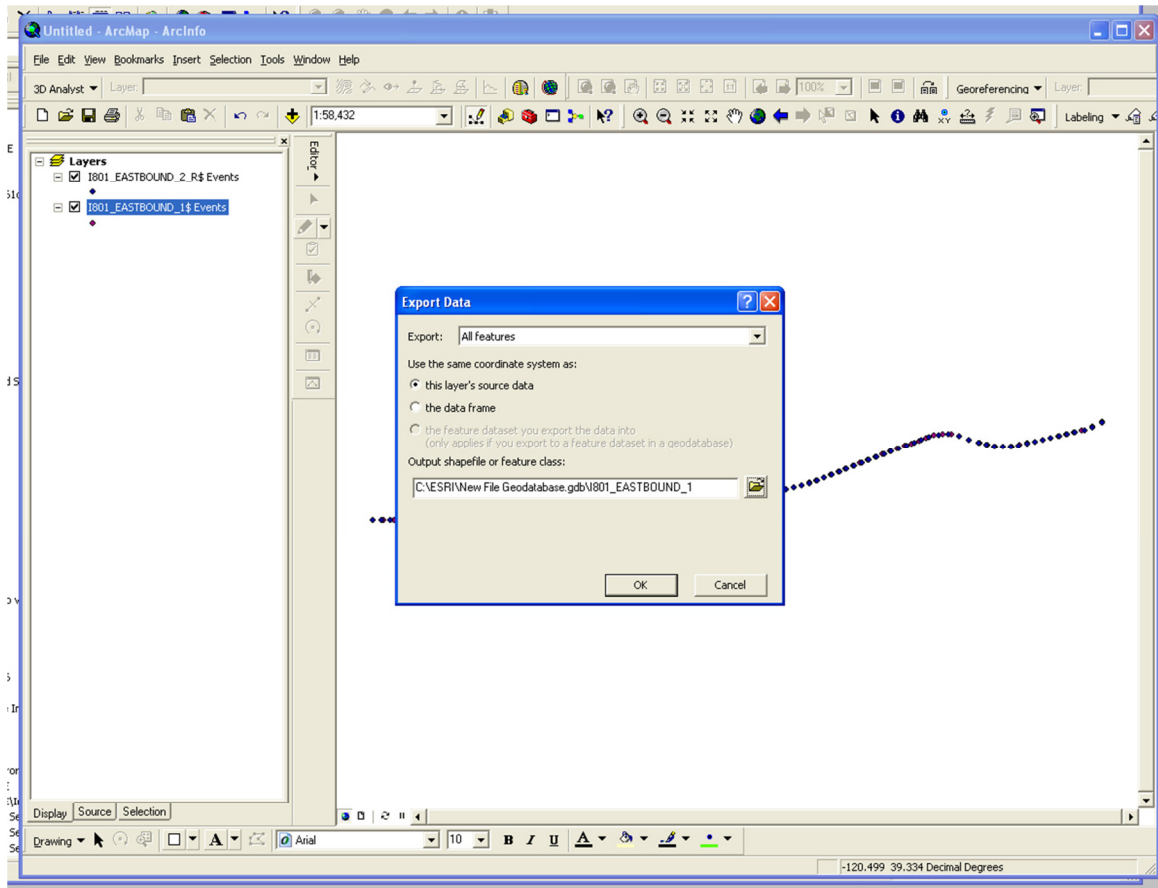 Untitled - ArcMap - ArcInfo
File Edit View Bookmarks Insert Selection Tools Window Help
3D Analyst Layer: 100% Georeferencing Layer:
1:58,432 Labeling
Layers
I801_EASTBOUND_2_R$ Events
I801_EASTBOUND_1$ Events
Editor
Export Data
Export: All features
Use the same coordinate system as:
this layer's source data
the data frame
the feature dataset you export the data into
(only applies if you export to a feature dataset in a geodatabase)
Output shapefile or feature class:
C:\ESRI\New File Geodatabase.gdb\I801_EASTBOUND_1
OK Cancel
Display Source Selection
Drawing A Arial 10 B I U A
-120.499 39.334 Decimal Degrees